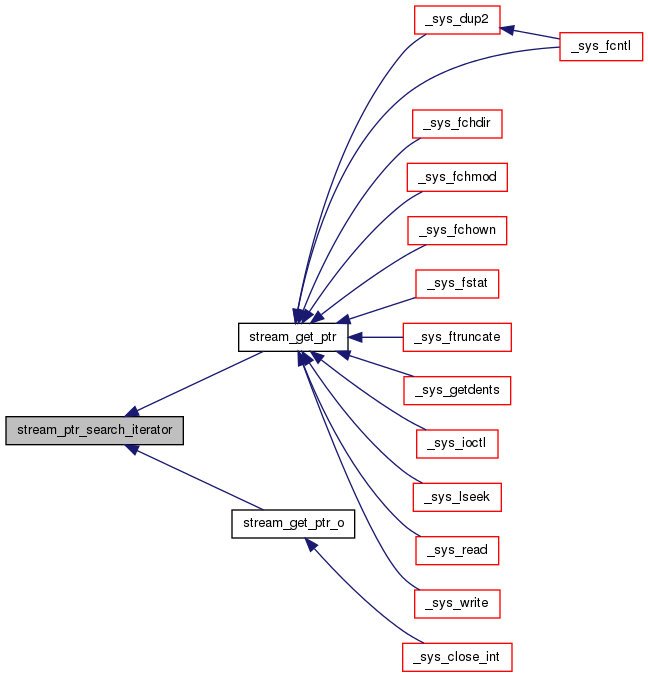 _sys_dup2
_sys_fcntl
_sys_fchdir
_sys_fchmod
_sys_fchown
_sys_fstat
stream_get_ptr
_sys_ftruncate
_sys_getdents
stream_ptr_search_iterator
_sys_ioctl
_sys_lseek
stream_get_ptr_o
_sys_read
_sys_write
_sys_close_int